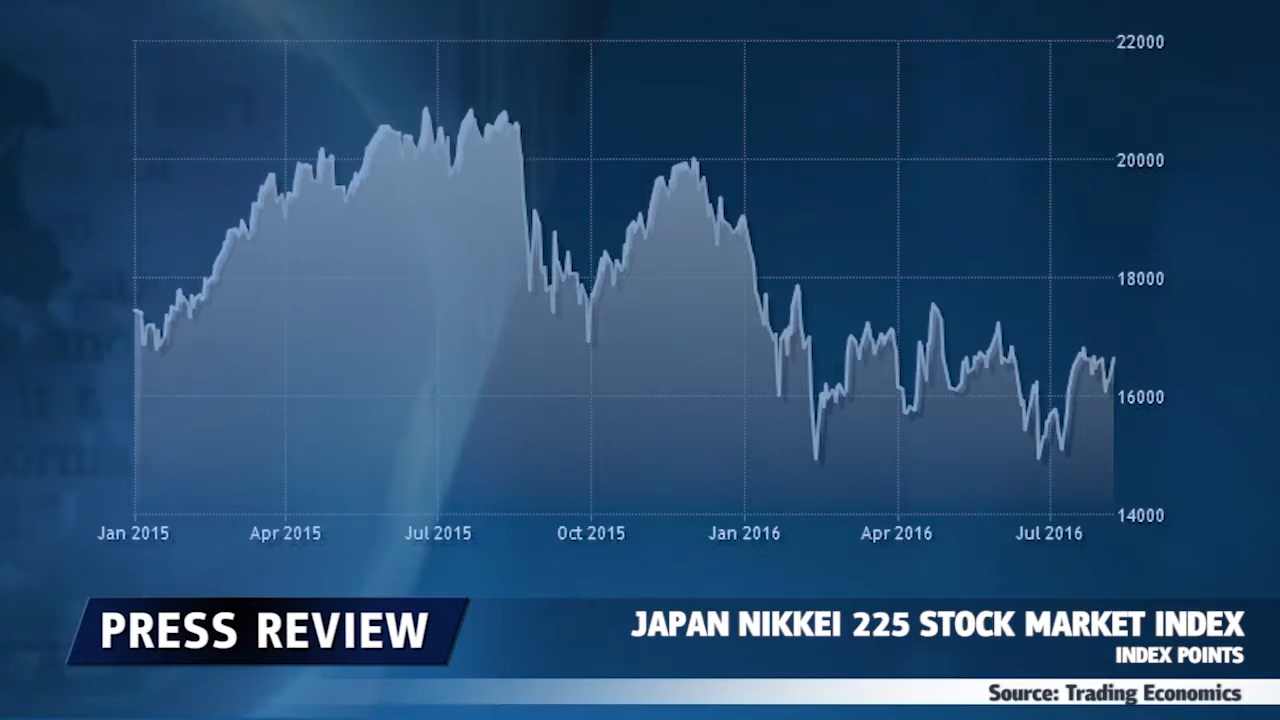 22000
20000
18000
16000
14000
Jan 2015 Apr 2015 Jul 2015 Oct 2015 Jan 2016 Apr 2016 Jul 2016
PRESS REVIEW
JAPAN NIKKEI 225 STOCK MARKET INDEX
INDEX POINTS
Source: Trading Economics